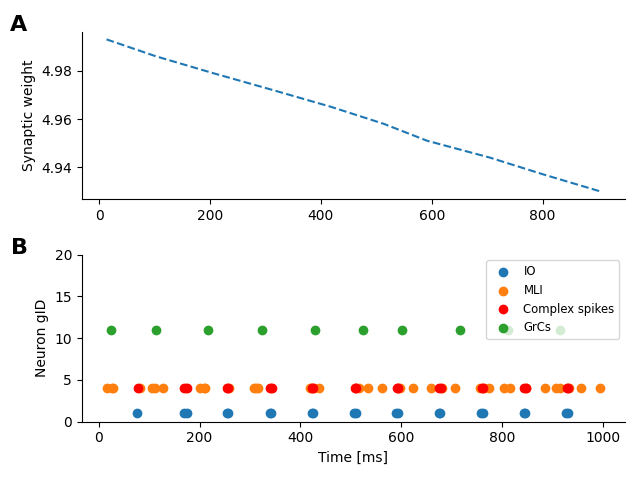 A
Synaptic weight
4.98
4.96
4.94
0 200 400 600 800
B
Neuron gID
20
15
10
5
0
IO
MLI
Complex spikes
GrCs
0 200 400 600 800 1000
Time [ms]